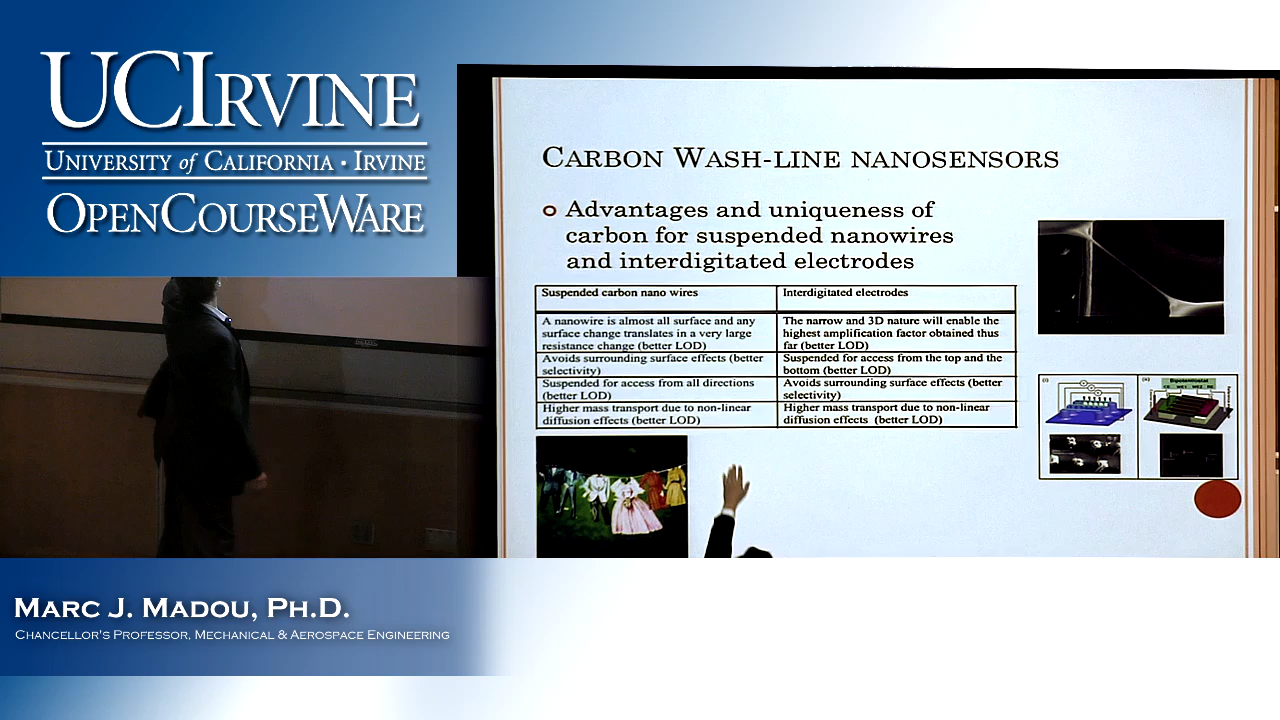 UCIRVINE
UNIVERSITY of CALIFORNIA · IRVINE
OPENCOURSEWARE
CARBON WASH-LINE NANOSENSORS
Advantages and uniqueness of
carbon for suspended nanowires
and interdigitated electrodes
Suspended carbon nano wires
Interdigitated electrodes
A nanowire is almost all surface and any
surface change translates in a very large
resistance change (better LOD)
The narrow and 3D nature will enable the
highest amplification factor obtained thus
far (better LOD)
Avoids surrounding surface effects (better
selectivity)
Suspended for access from the top and the
bottom (better LOD)
Suspended for access from all directions
(better LOD)
Avoids surrounding surface effects (better
selectivity)
Higher mass transport due to non-linear
diffusion effects (better LOD)
Higher mass transport due to non-linear
diffusion effects (better LOD)
Bipotentiostat
MARC J. MADOU, PH.D.
CHANCELLOR'S PROFESSOR, MECHANICAL & AEROSPACE ENGINEERING